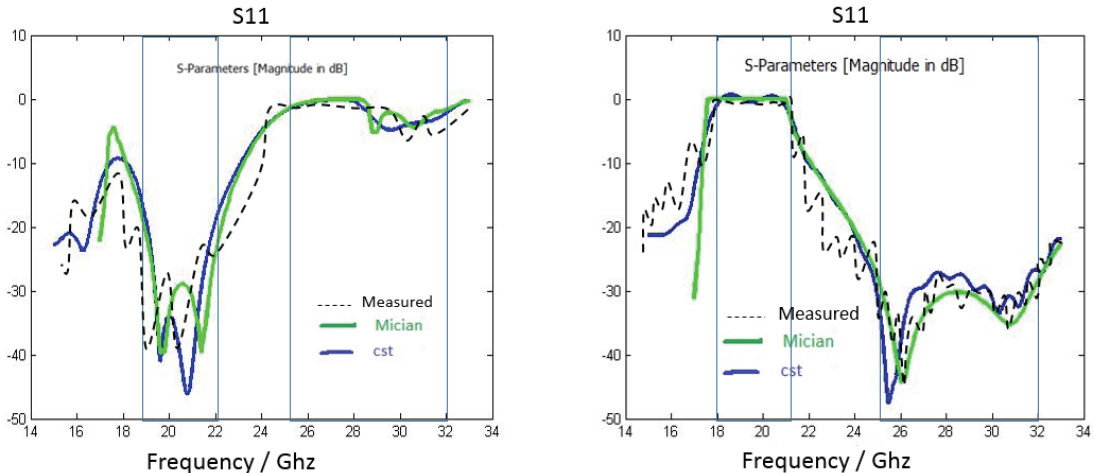 S11
S-Parameters [Magnitude in dB]
10
0
-10
-20
-30
-40
-50
Measured
Mician
cst
14 16 18 20 22 24 26 28 30 32 34
Frequency / Ghz
S11
S-Parameters [Magnitude in dB]
10
0
-10
-20
-30
-40
-50
Measured
Mician
cst
14 16 18 20 22 24 26 28 30 32 34
Frequency / Ghz